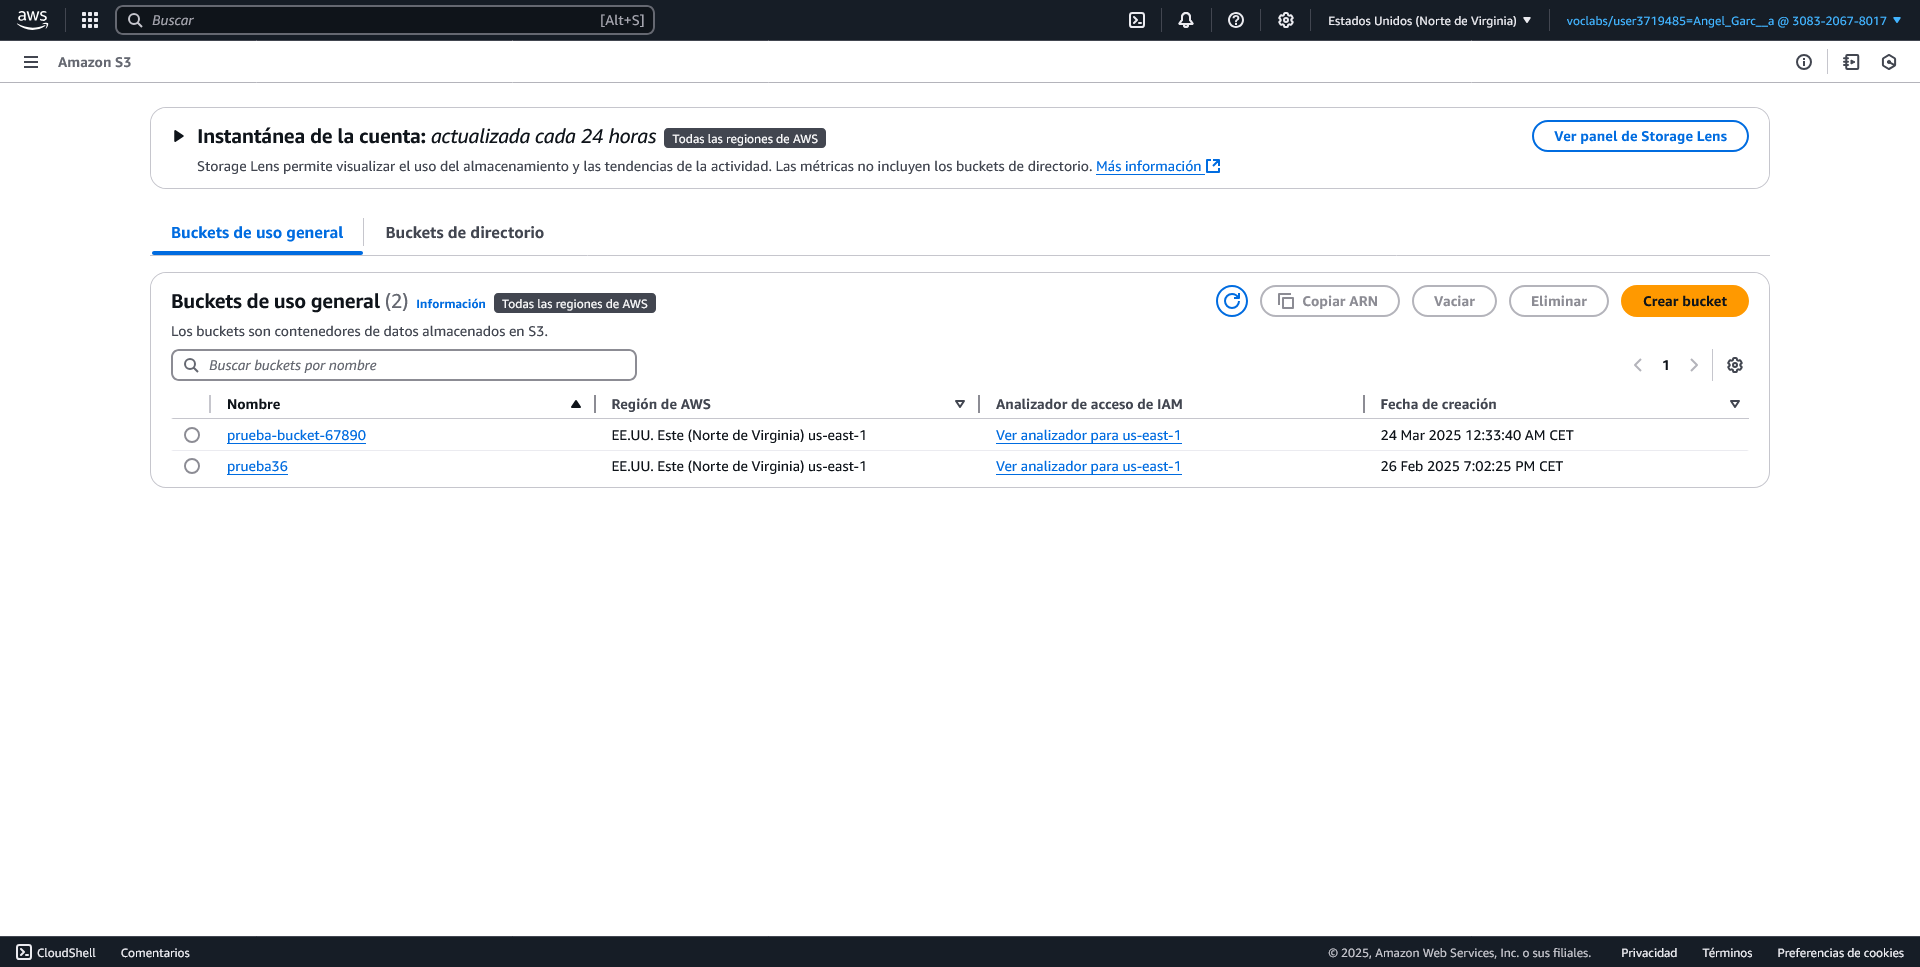 aws
Buscar [Alt+S]
Estados Unidos (Norte de Virginia) voclabs/user3719485=Angel_Garc__a @ 3083-2067-8017
Amazon S3
Instantánea de la cuenta: actualizada cada 24 horas Todas las regiones de AWS
Ver panel de Storage Lens
Storage Lens permite visualizar el uso del almacenamiento y las tendencias de la actividad. Las métricas no incluyen los buckets de directorio. Más información
Buckets de uso general Buckets de directorio
Buckets de uso general (2) Información Todas las regiones de AWS
Copiar ARN Vaciar Eliminar Crear bucket
Los buckets son contenedores de datos almacenados en S3.
Buscar buckets por nombre
1
Nombre Región de AWS Analizador de acceso de IAM Fecha de creación
prueba-bucket-67890 EE.UU. Este (Norte de Virginia) us-east-1 Ver analizador para us-east-1 24 Mar 2025 12:33:40 AM CET
prueba36 EE.UU. Este (Norte de Virginia) us-east-1 Ver analizador para us-east-1 26 Feb 2025 7:02:25 PM CET
CloudShell Comentarios © 2025, Amazon Web Services, Inc. o sus filiales. Privacidad Términos Preferencias de cookies